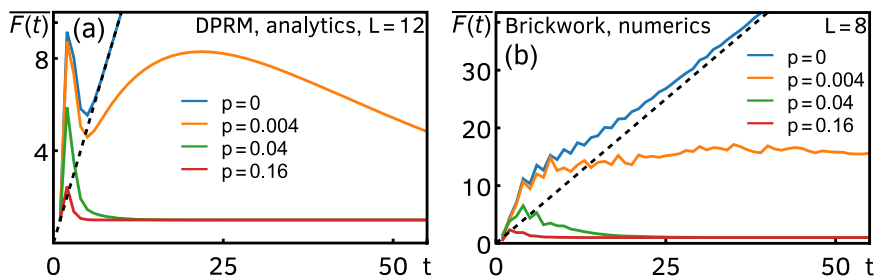 F(t) (a) DPRM, analytics, L=12
8
4
p=0
p=0.004
p=0.04
p=0.16
0 25 50 t
F(t) Brickwork, numerics L=8
(b)
30
20
10
0
p=0
p=0.004
p=0.04
p=0.16
0 25 50 t